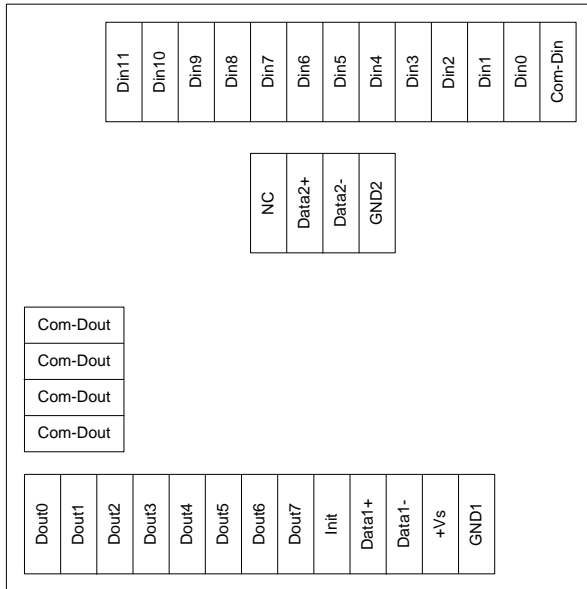 Din11 Din10 Din9 Din8 Din7 Din6 Din5 Din4 Din3 Din2 Din1 Din0 Com-Din
NC Data2+ Data2- GND2
Com-Dout
Com-Dout
Com-Dout
Com-Dout
Dout0 Dout1 Dout2 Dout3 Dout4 Dout5 Dout6 Dout7 Init Data1+ Data1- +Vs GND1